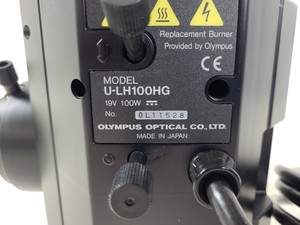 Replacement Burner
Provided by Olympus
CE
MODEL
U-LH100HG
19V 100W
No. 0L11528
OLYMPUS OPTICAL CO., LTD.
MADE IN JAPAN